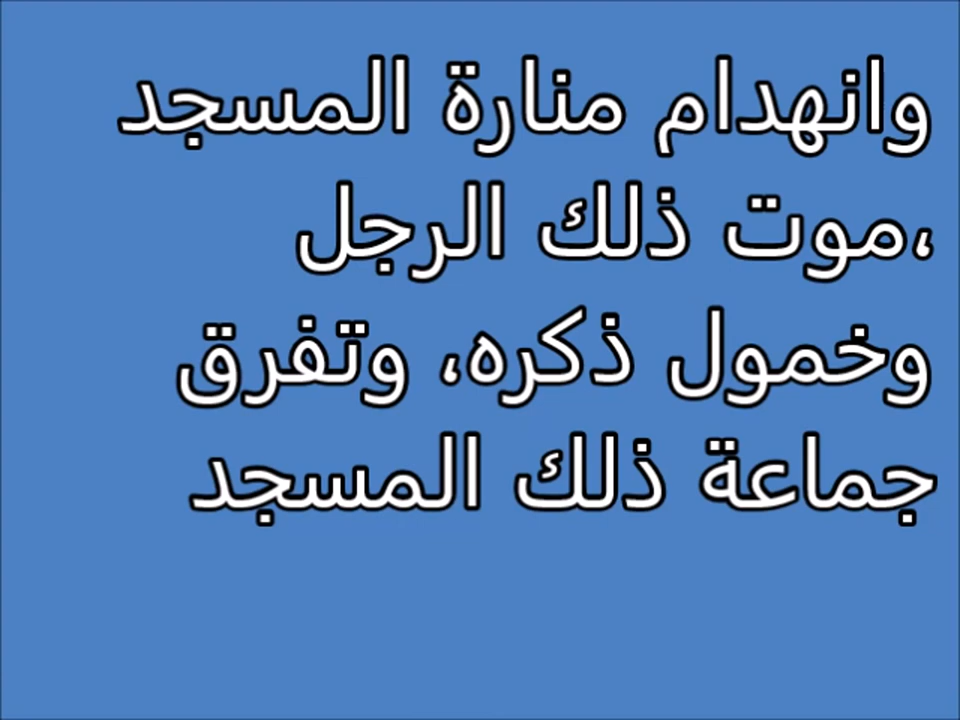 وانهدام منارة المسجد
،موت ذلك الرجل
وخمول ذكره، وتفرق
جماعة ذلك المسجد